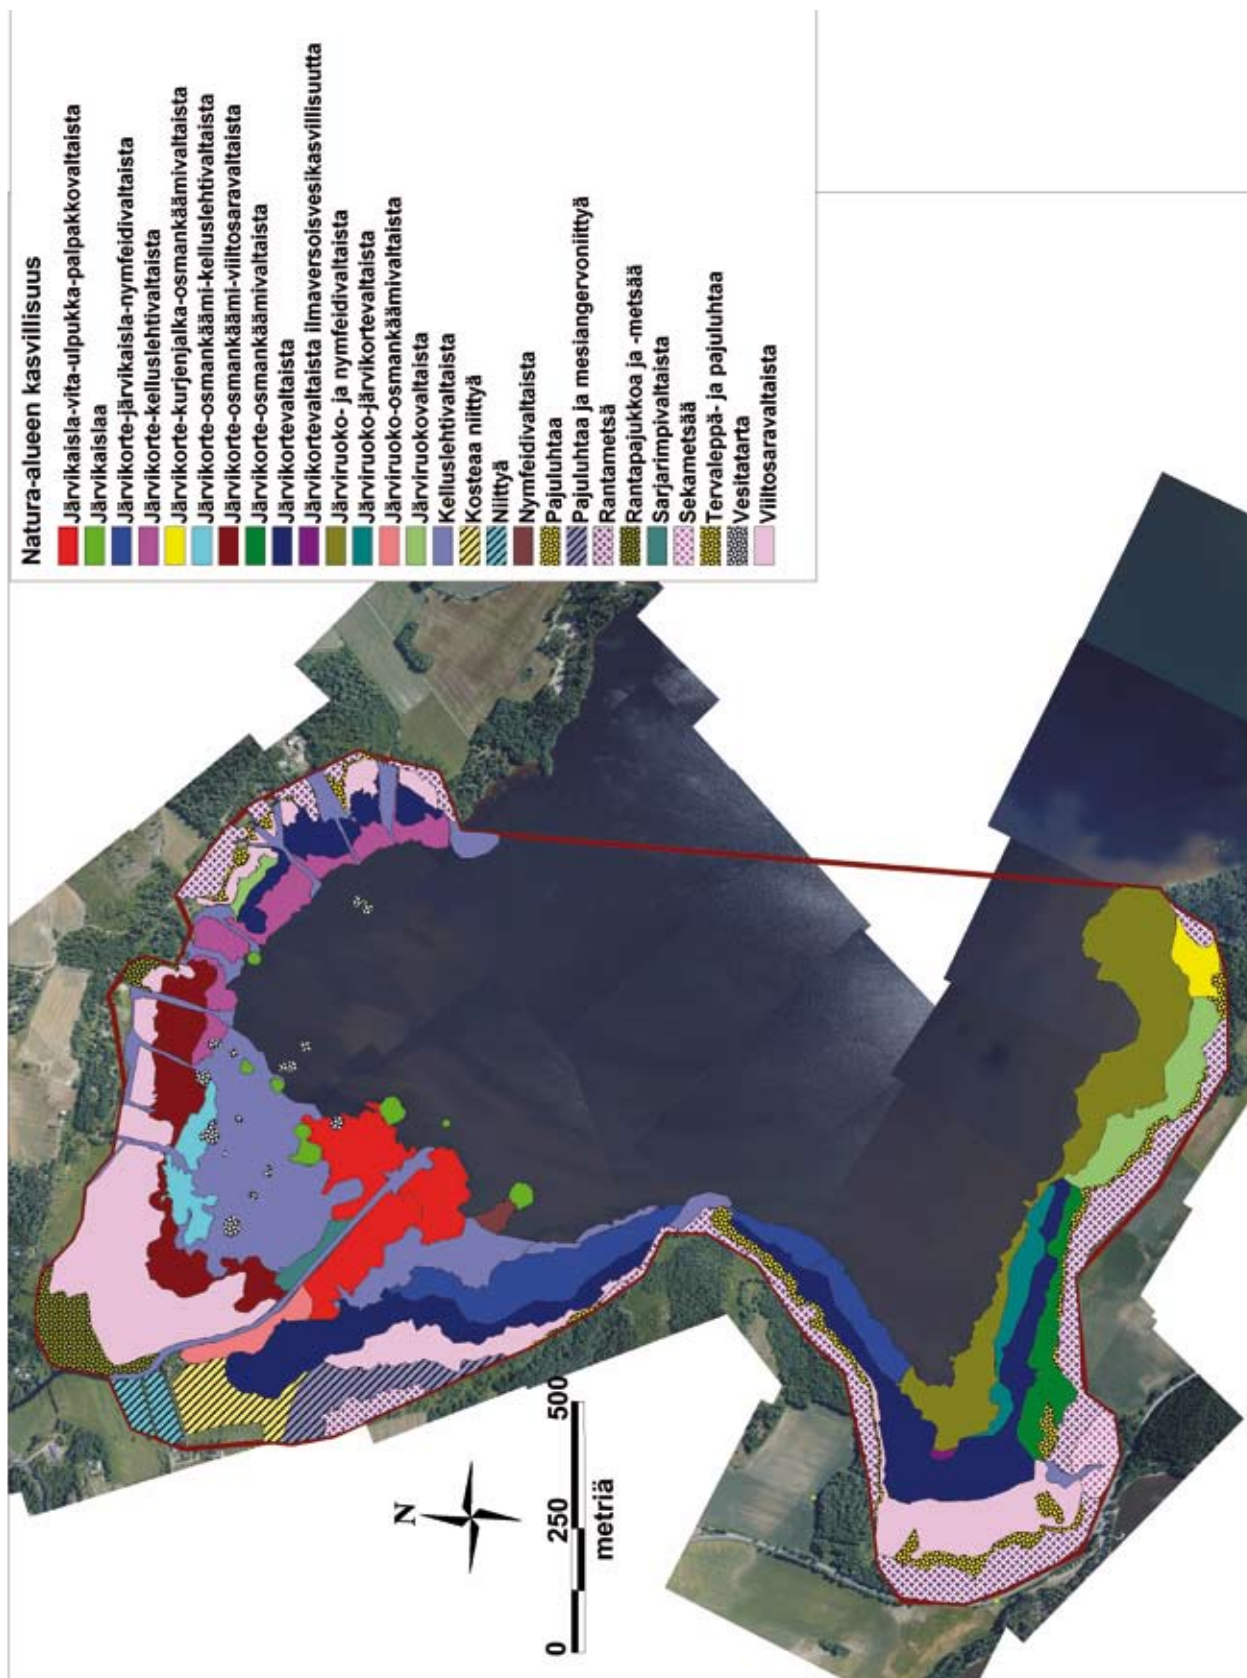 Natura-alueen kasvillisuus
Järvikaisla-vita-ulpukka-palpakkovaltaista
Järvikaislaa
Järvikorte-järvikaisla-nymfeidivaltaista
Järvikorte-kelluslehtivaltaista
Järvikorte-kurjenjalka-osmankäämivaltaista
Järvikorte-osmankäämi-kelluslehtivaltaista
Järvikorte-osmankäämi-viiltosaravaltaista
Järvikorte-osmankäämivaltaista
Järvikortevaltaista
Järvikortevaltaista ilmaversoisvesikasvillisuutta
Järviruoko- ja nymfeidivaltaista
Järviruoko-järvikortevaltaista
Järviruoko-osmankäämivaltaista
Järviruokovaltaista
Kelluslehtivaltaista
Kosteaa niittyä
Niittyä
Nymfeidivaltaista
Pajuluhtaa
Pajuluhtaa ja mesiangervoniittyä
Rantametsä
Rantapajukkoa ja -metsää
Sarjarimpivaltaista
Sekametsää
Tervaleppä- ja pajuluhtaa
Vesitatarta
Viiltosaravaltaista
N
0 250 500
metriä